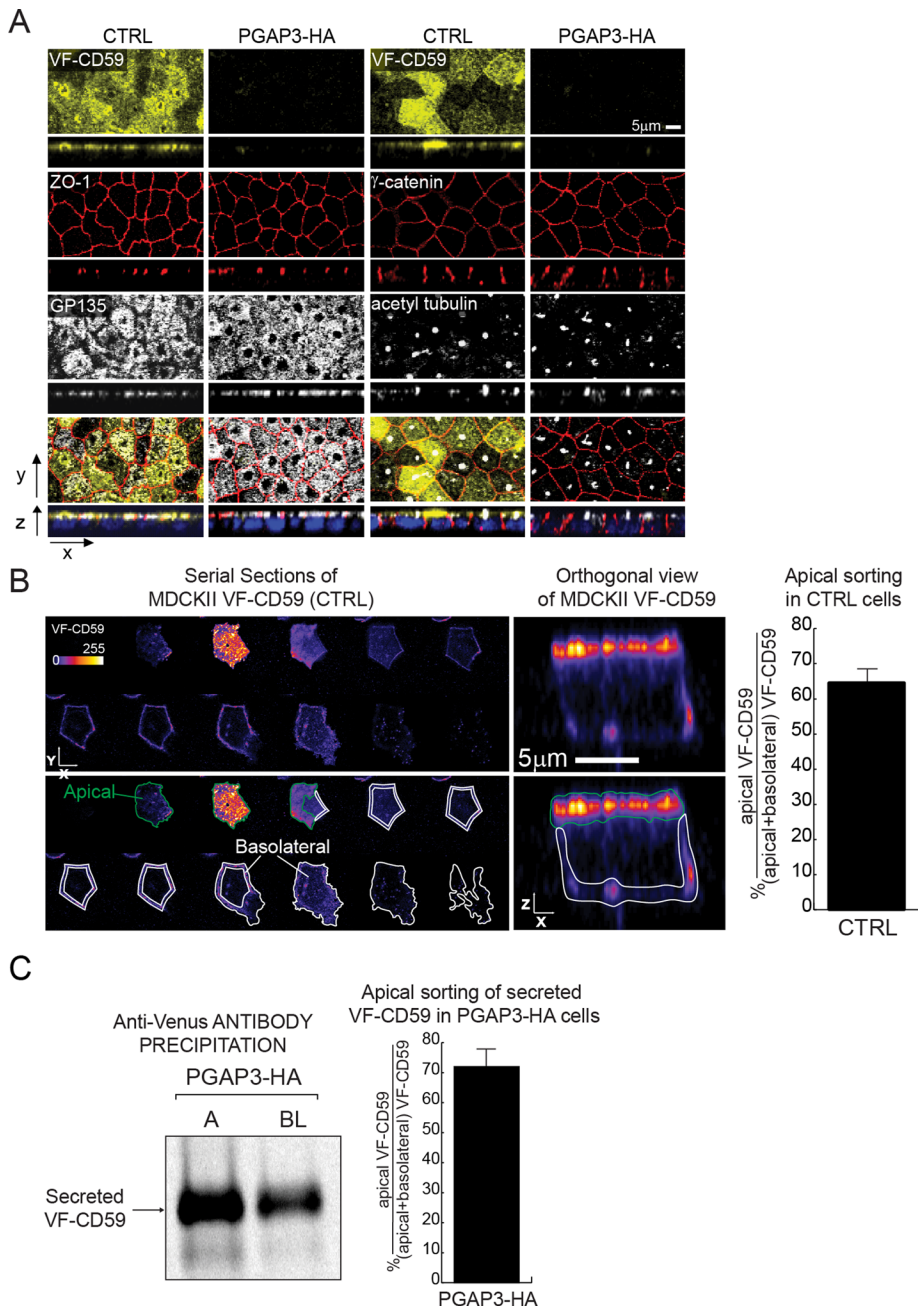 A
CTRL
PGAP3-HA
CTRL
PGAP3-HA
VF-CD59
VF-CD59
5µm
ZO-1
γ-catenin
GP135
acetyl tubulin
y
z
x
B
Serial Sections of
MDCKII VF-CD59 (CTRL)
Orthogonal view
of MDCKII VF-CD59
Apical sorting
in CTRL cells
VF-CD59
0
255
Y
X
Apical
Basolateral
5µm
z
x
% apical VF-CD59
(apical+basolateral) VF-CD59
80
70
60
50
40
30
20
10
0
CTRL
C
Anti-Venus ANTIBODY
PRECIPITATION
PGAP3-HA
A
BL
Secreted
VF-CD59
Apical sorting of secreted
VF-CD59 in PGAP3-HA cells
% apical VF-CD59
(apical+basolateral) VF-CD59
80
70
60
50
40
30
20
10
0
PGAP3-HA